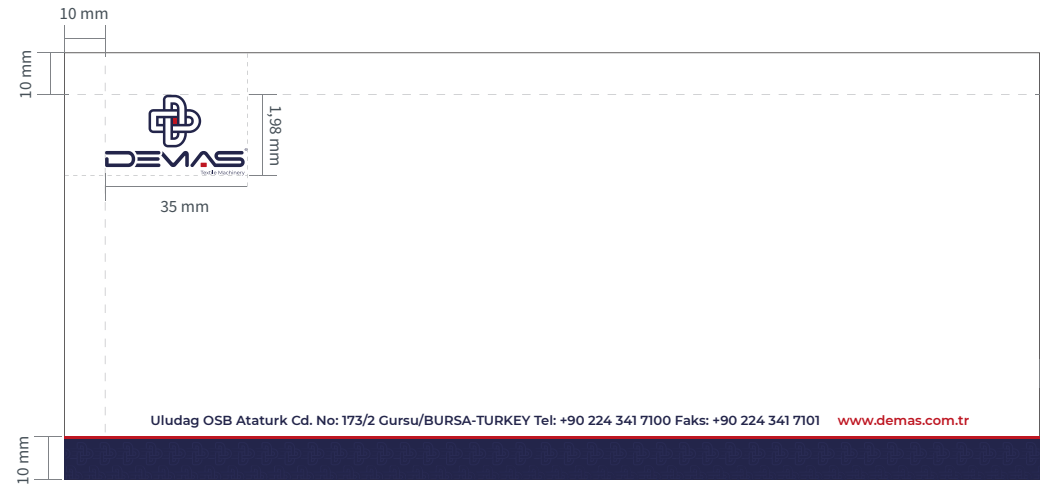 10 mm
10 mm
1,98 mm
DEMAS
Textile Machinery
35 mm
Uludag OSB Ataturk Cd. No: 173/2 Gursu/BURSA-TURKEY Tel: +90 224 341 7100 Faks: +90 224 341 7101 www.demas.com.tr
10 mm